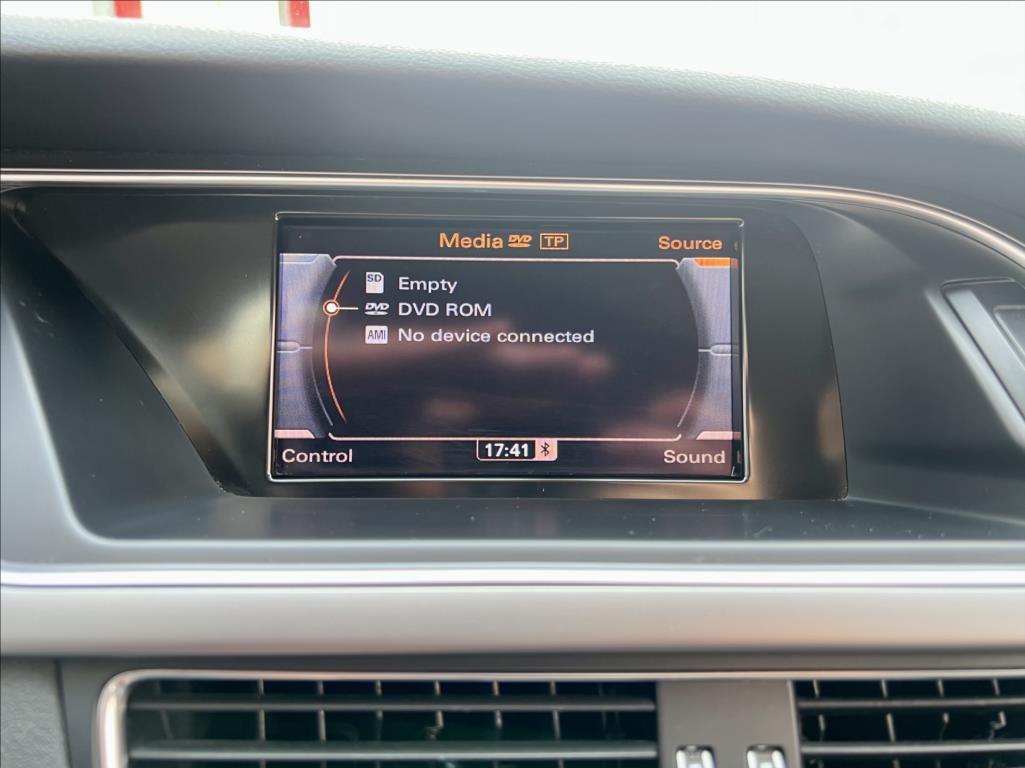 Media DVD TP
Source
SD Empty
DVD DVD ROM
AMI No device connected
Control
17:41
Sound